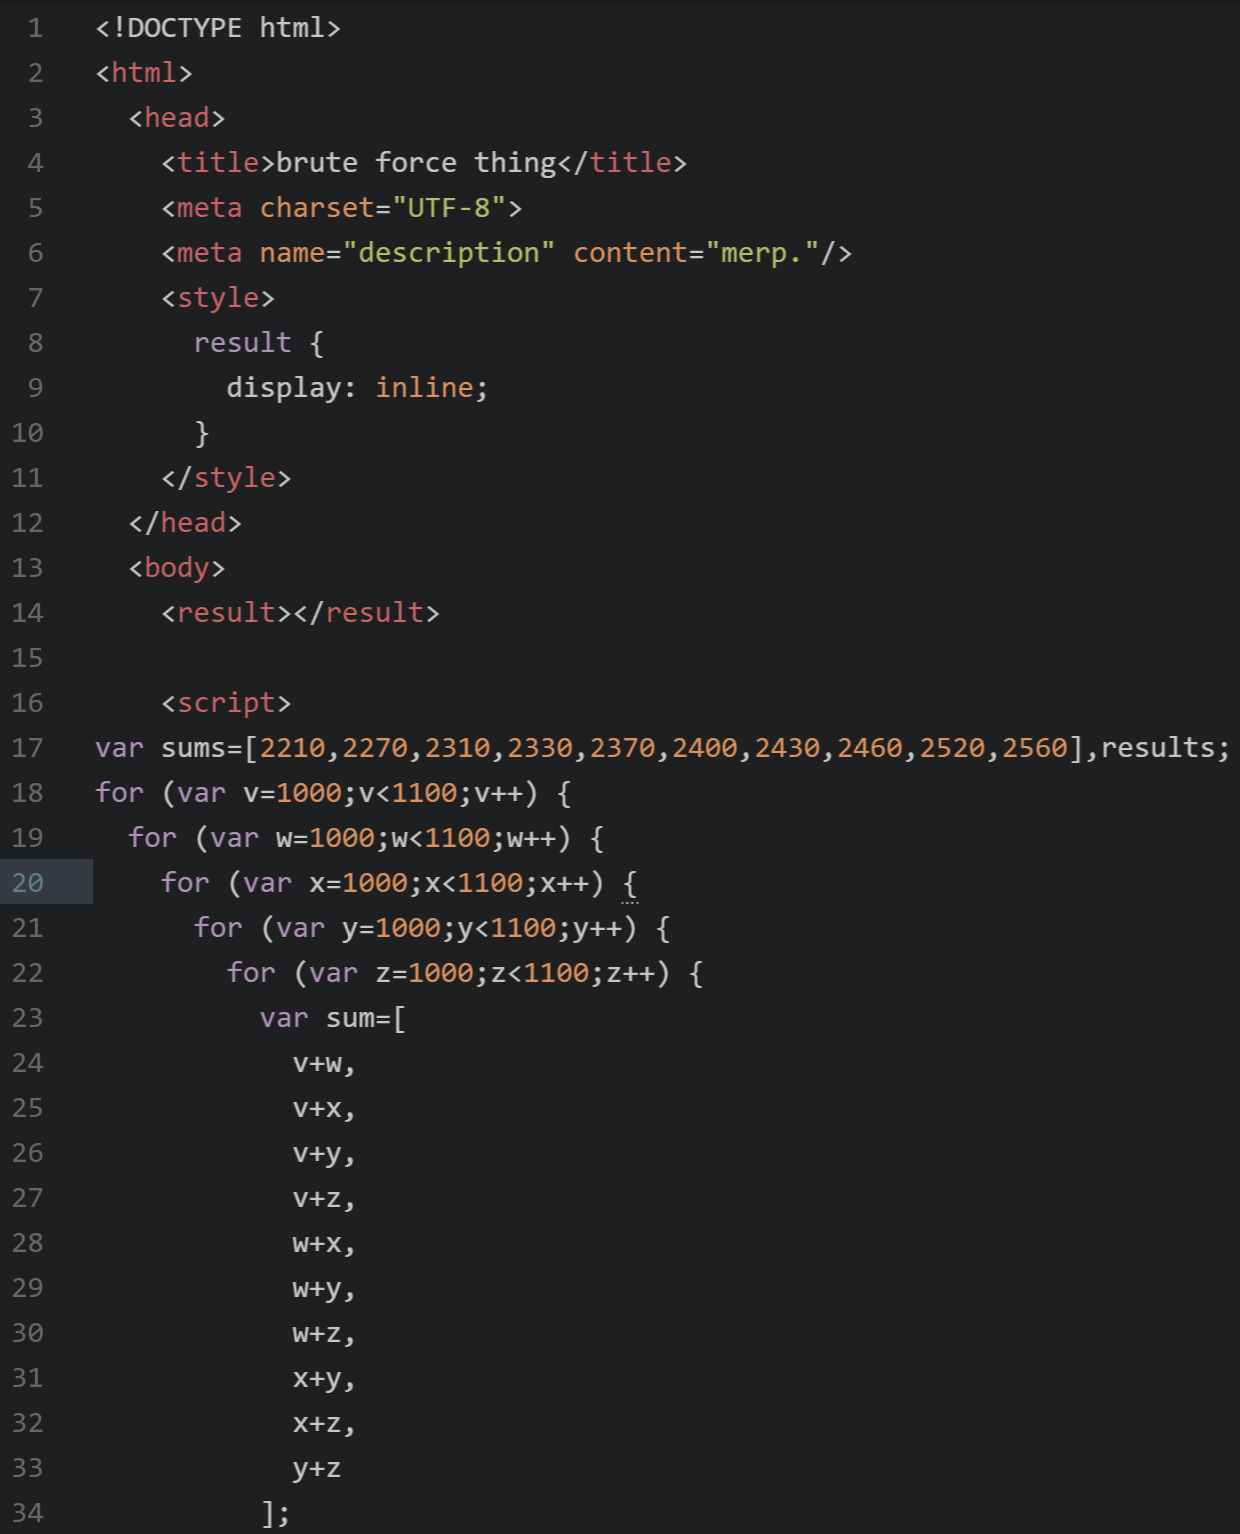 1 <!DOCTYPE html>
2 <html>
3 <head>
4 <title>brute force thing</title>
5 <meta charset="UTF-8">
6 <meta name="description" content="merp."/>
7 <style>
8 result {
9 display: inline;
10 }
11 </style>
12 </head>
13 <body>
14 <result></result>
15
16 <script>
17 var sums=[2210,2270,2310,2330,2370,2400,2430,2460,2520,2560],results;
18 for (var v=1000;v<1100;v++) {
19 for (var w=1000;w<1100;w++) {
20 for (var x=1000;x<1100;x++) {
21 for (var y=1000;y<1100;y++) {
22 for (var z=1000;z<1100;z++) {
23 var sum=[
24 v+w,
25 v+x,
26 v+y,
27 v+z,
28 w+x,
29 w+y,
30 w+z,
31 x+y,
32 x+z,
33 y+z
34 ];